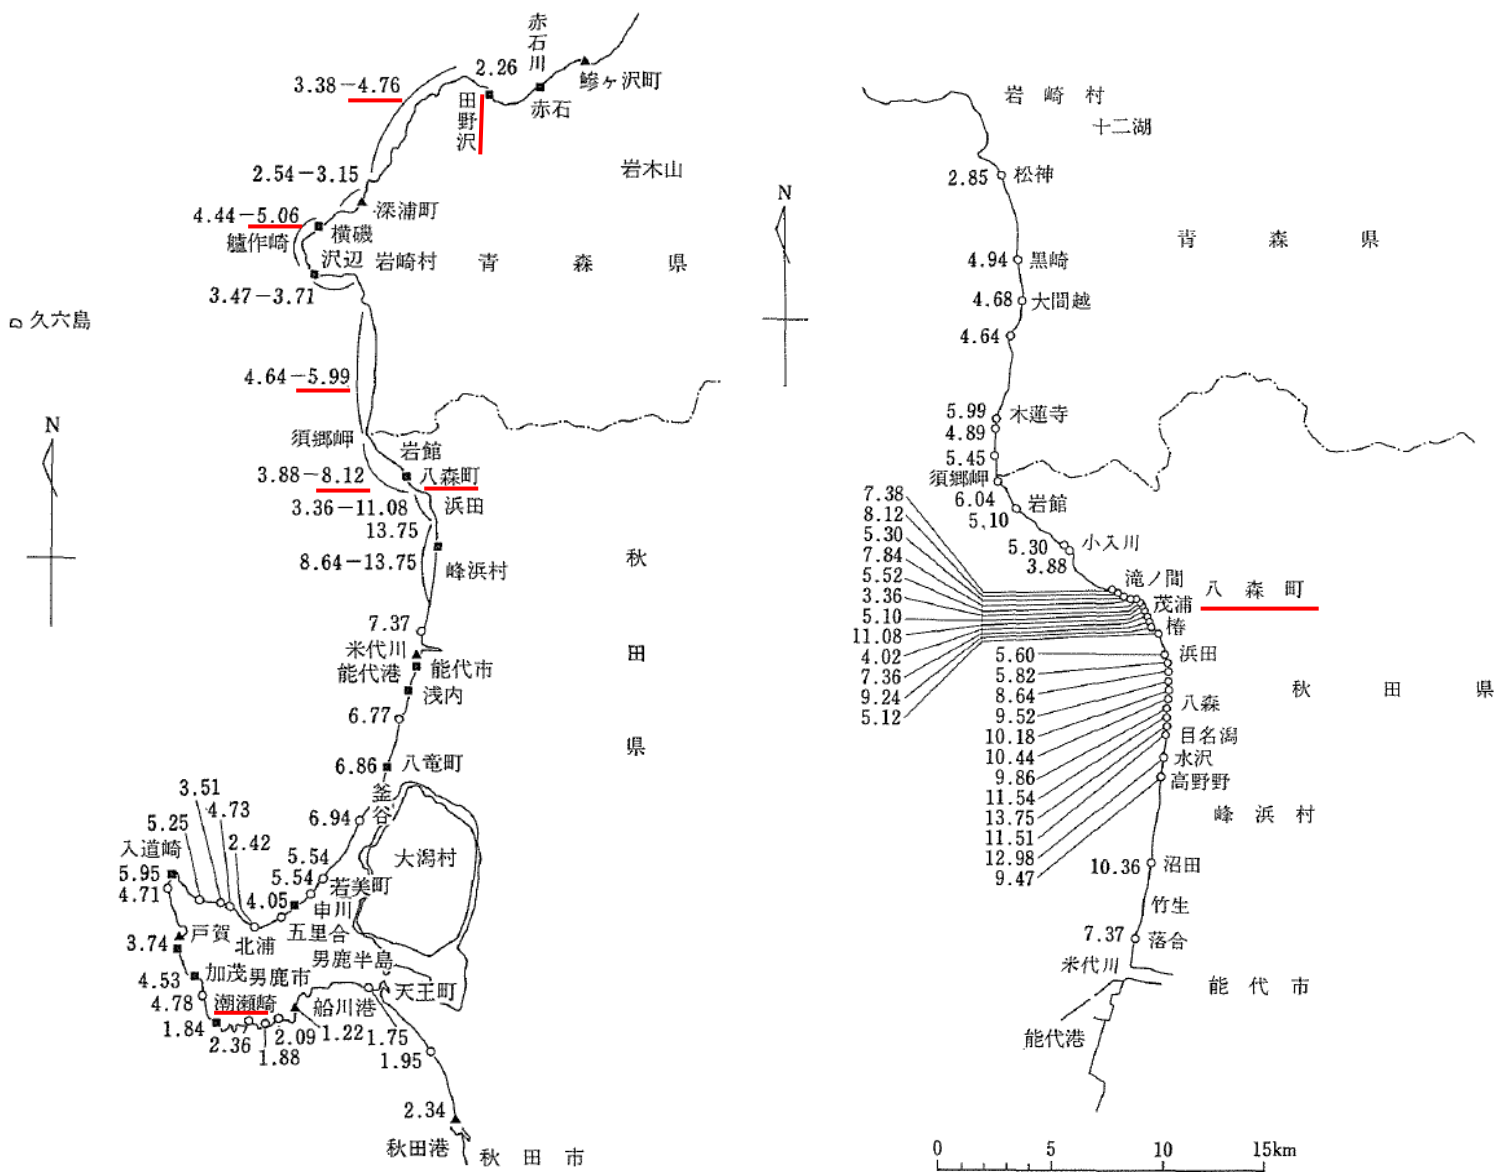 赤石川
2.26
鰺ヶ沢町
3.38－4.76
田野沢
赤石
2.54－3.15
岩木山
4.44－5.06
深浦町
横磯
艫作崎
沢辺
岩崎村
青森県
3.47－3.71
久六島
4.64－5.99
N
須郷岬
岩館
3.88－8.12
八森町
3.36－11.08
浜田
13.75
8.64－13.75
峰浜村
秋田県
7.37
米代川
能代港
能代市
浅内
6.77
6.86
八竜町
釜谷
3.51
4.73
5.25
2.42
6.94
入道崎
5.54
大潟村
5.95
5.54
若美町
4.71
4.05
申川
戸賀
北浦
五里合
3.74
男鹿半島
加茂
男鹿市
4.53
天王町
4.78
潮瀬崎
船川港
1.84
2.36
2.09
1.22
1.75
1.88
1.95
2.34
秋田港
秋田市
岩崎村
十二湖
2.85
松神
N
青森県
4.94
黒崎
4.68
大間越
4.64
5.99
木蓮寺
4.89
5.45
須郷岬
6.04
岩館
5.10
7.38
8.12
5.30
7.84
5.52
3.36
5.10
11.08
4.02
7.36
9.24
5.12
5.30
小入川
3.88
滝ノ間
八森町
茂浦
椿
5.60
浜田
5.82
8.64
9.52
10.18
10.44
9.86
11.54
13.75
11.51
12.98
9.47
八森
秋田県
目名潟
水沢
高野野
峰浜村
10.36
沼田
竹生
7.37
落合
米代川
能代市
能代港
0 5 10 15km